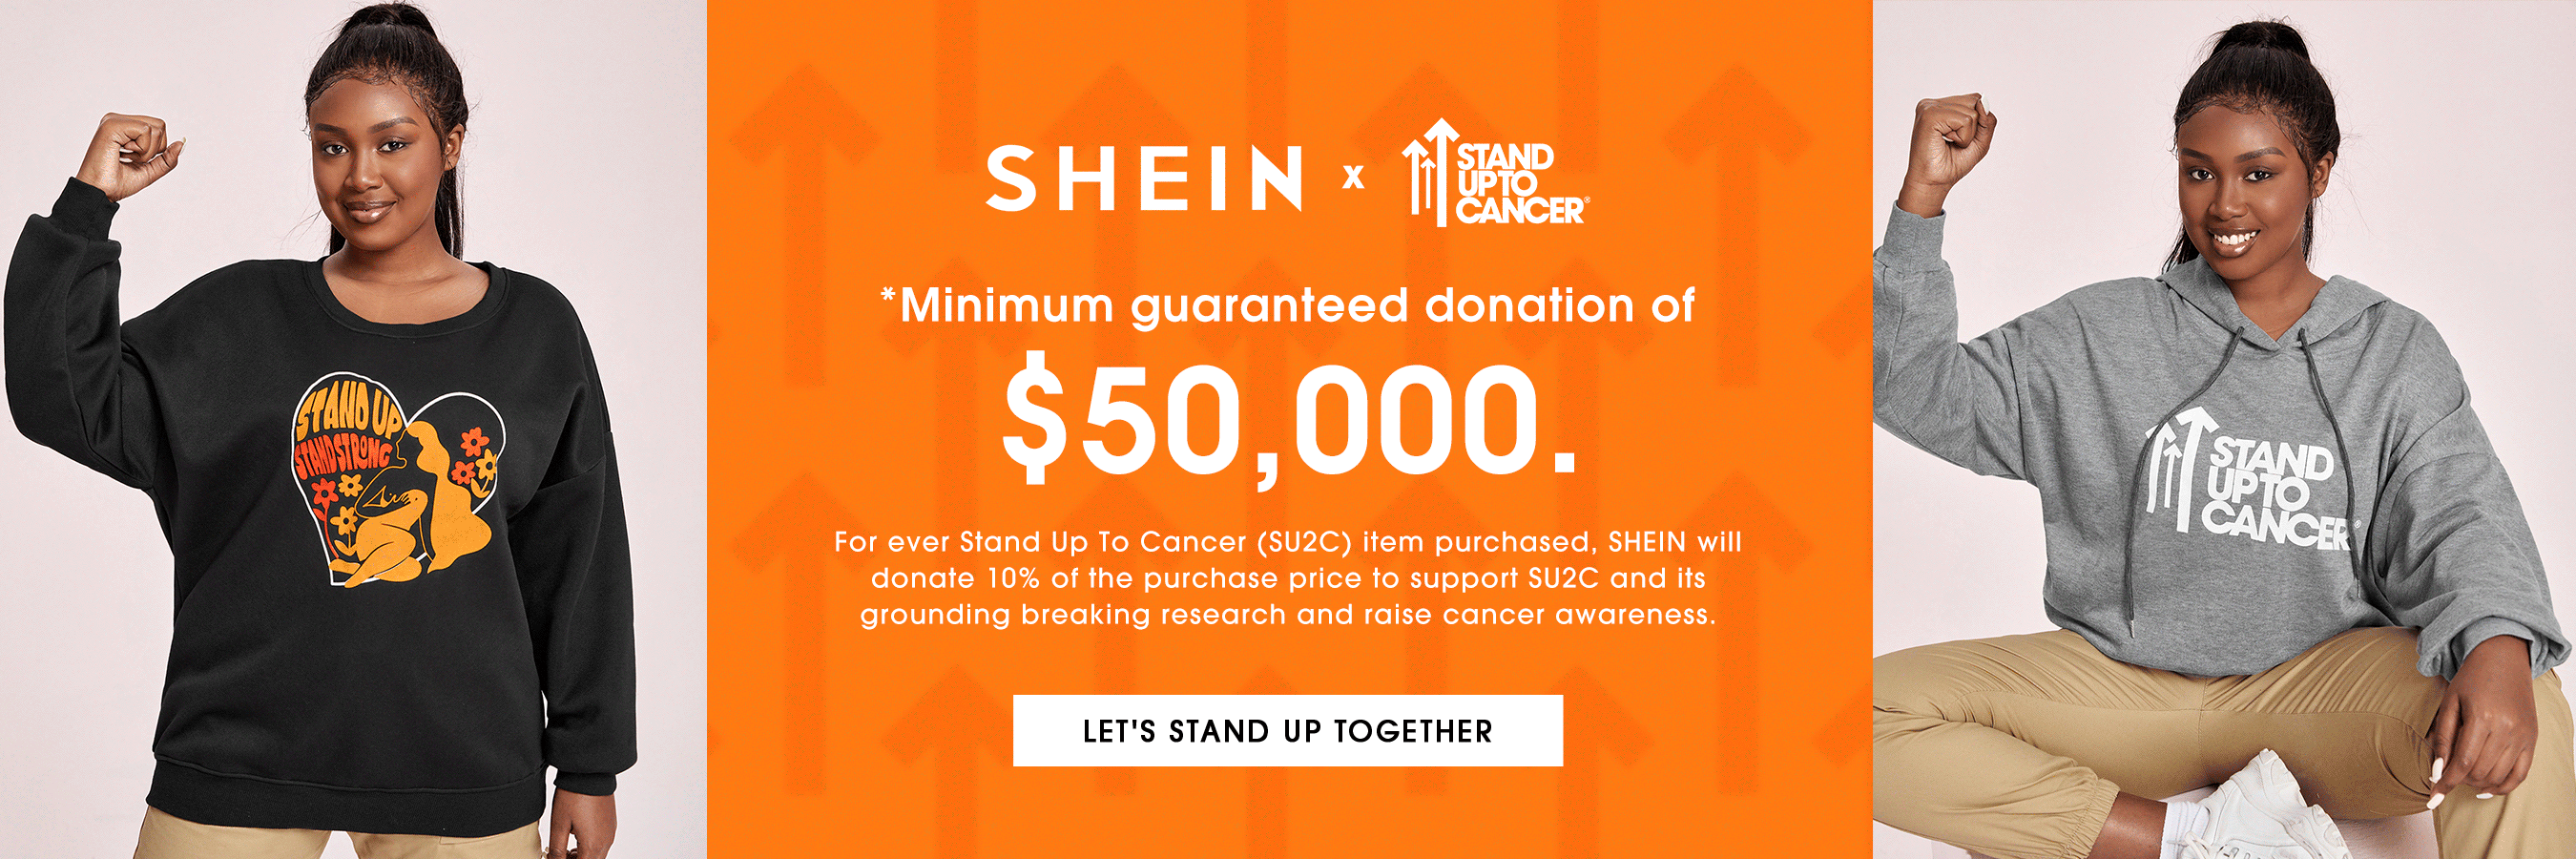 STAND UP
STAND STRONG
SHEIN x STAND
UP TO
CANCER®
*Minimum guaranteed donation of
$50,000.
For ever Stand Up To Cancer (SU2C) item purchased, SHEIN will
donate 10% of the purchase price to support SU2C and its
grounding breaking research and raise cancer awareness.
LET'S STAND UP TOGETHER
STAND
UP TO
CANCER®